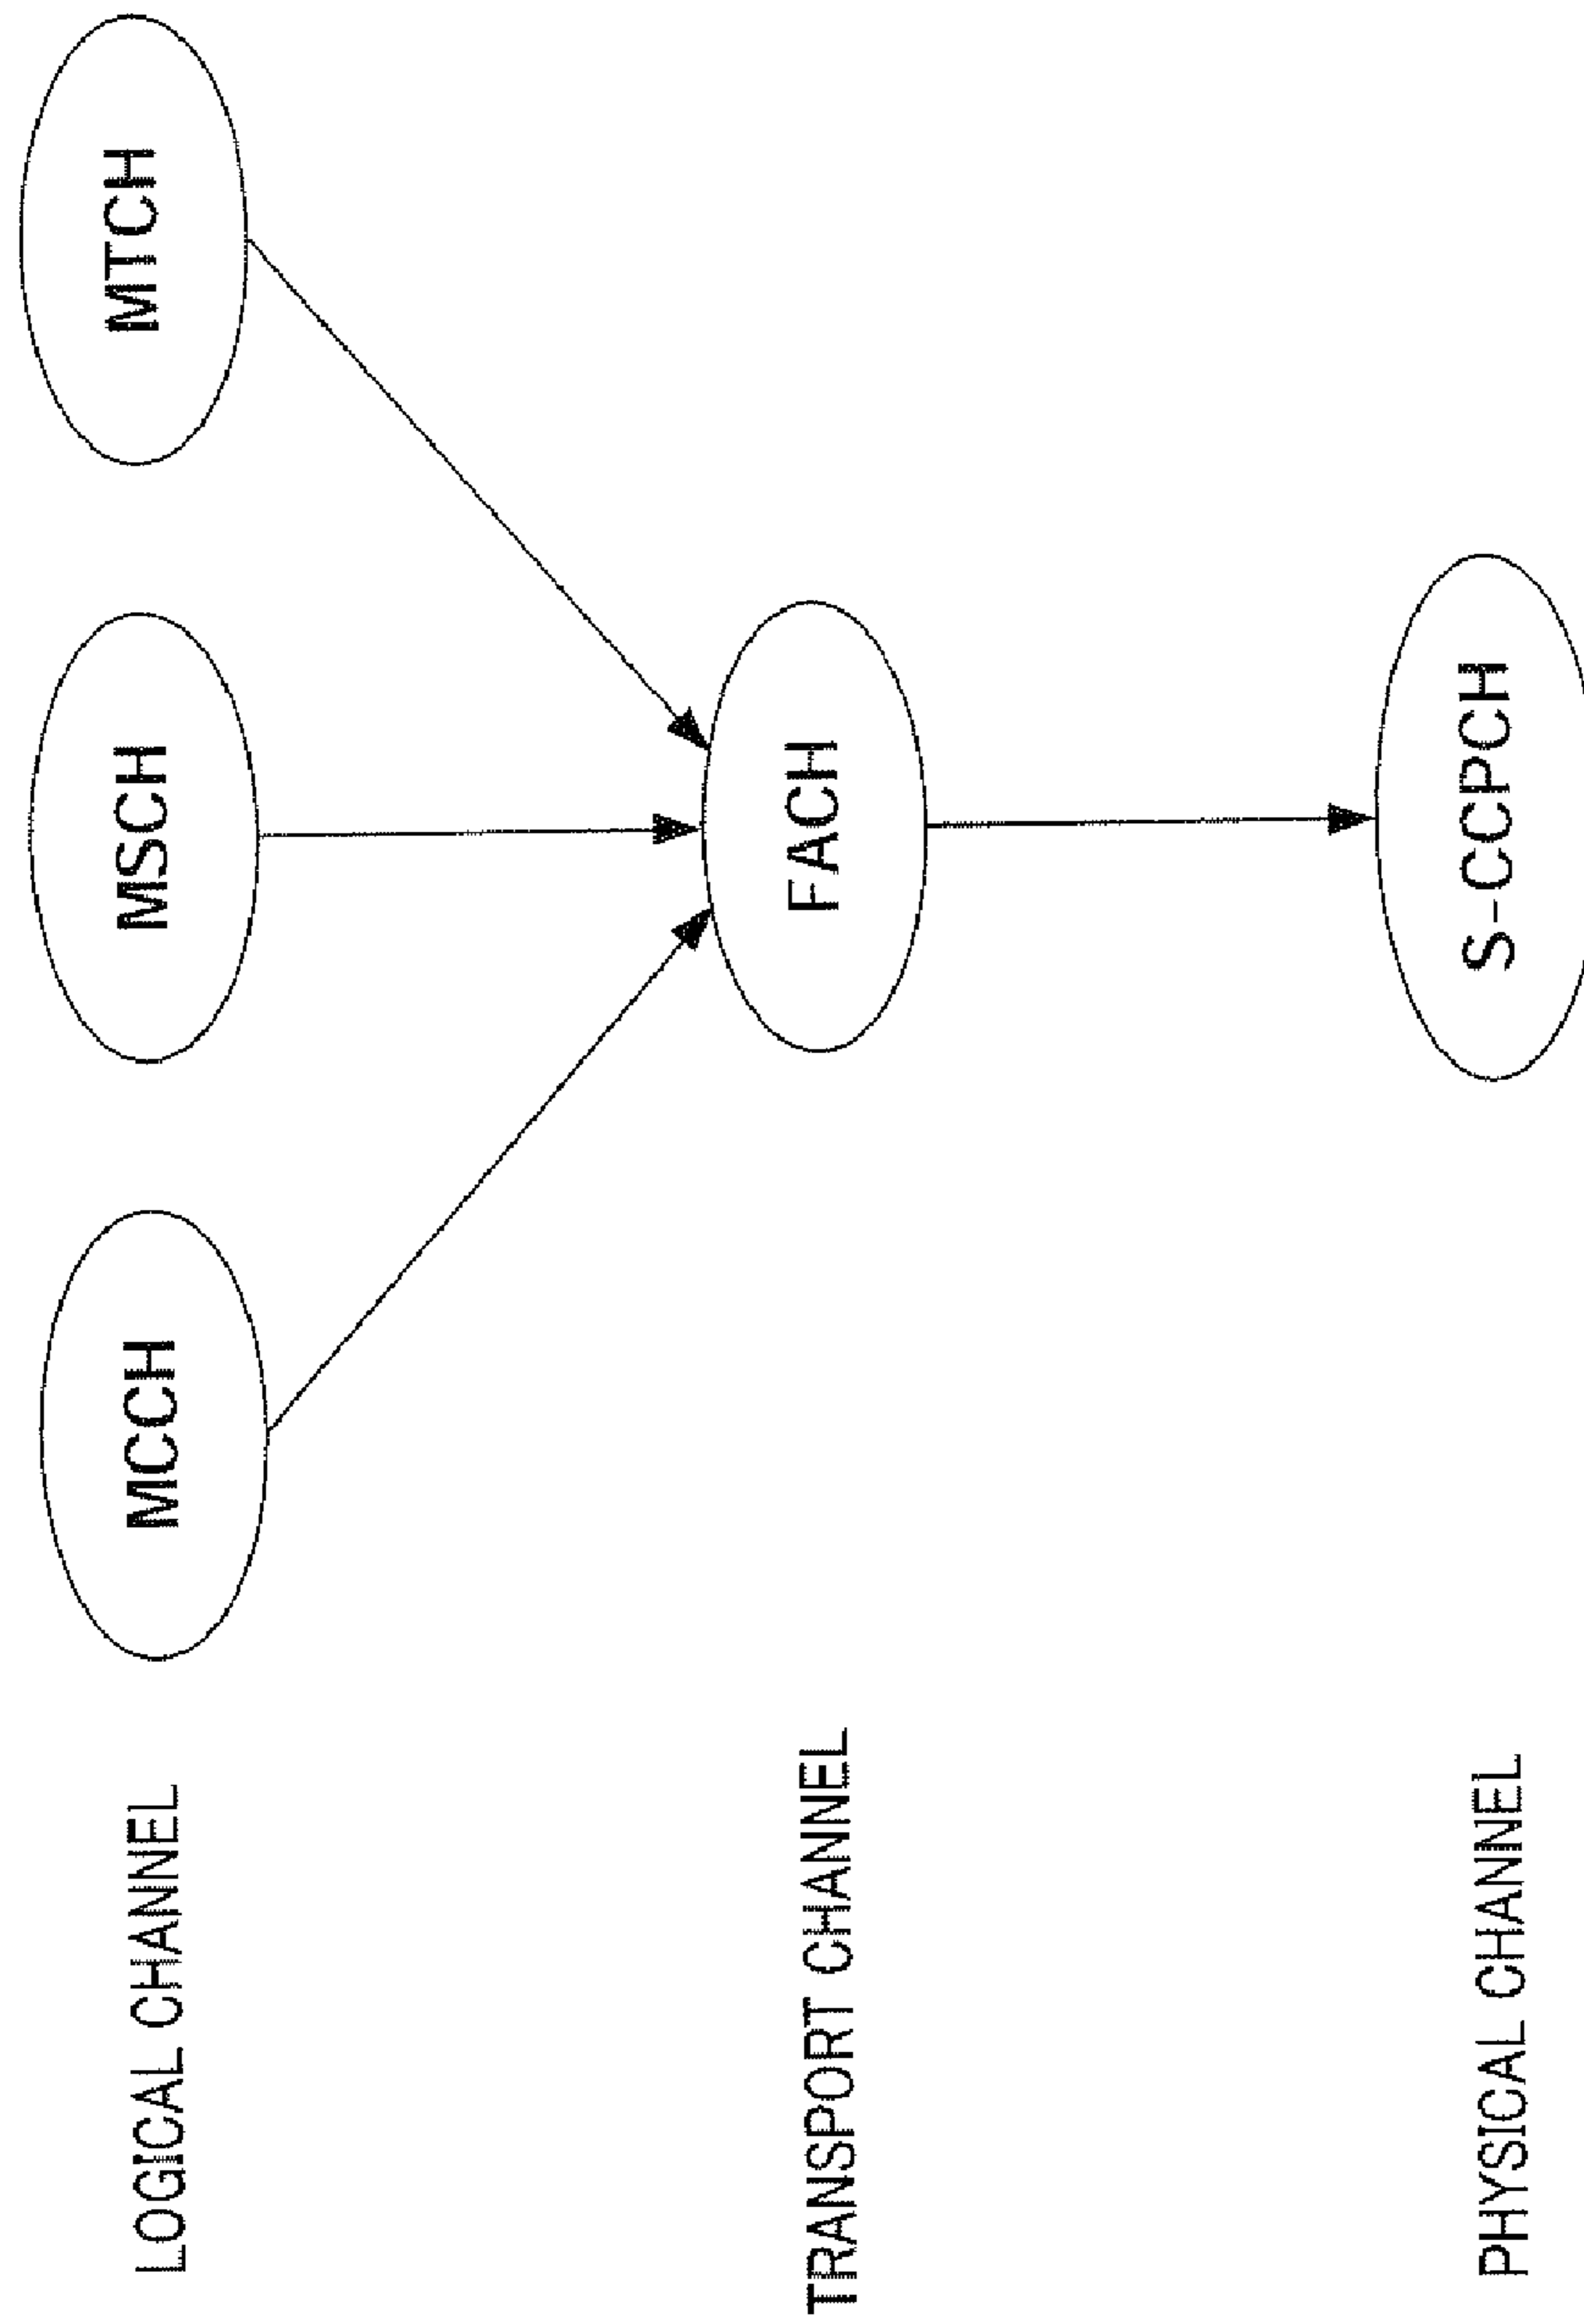 LOGICAL CHANNEL
MCCH
MSCH
MTCH
TRANSPORT CHANNEL
FACH
PHYSICAL CHANNEL
S-CCPCH